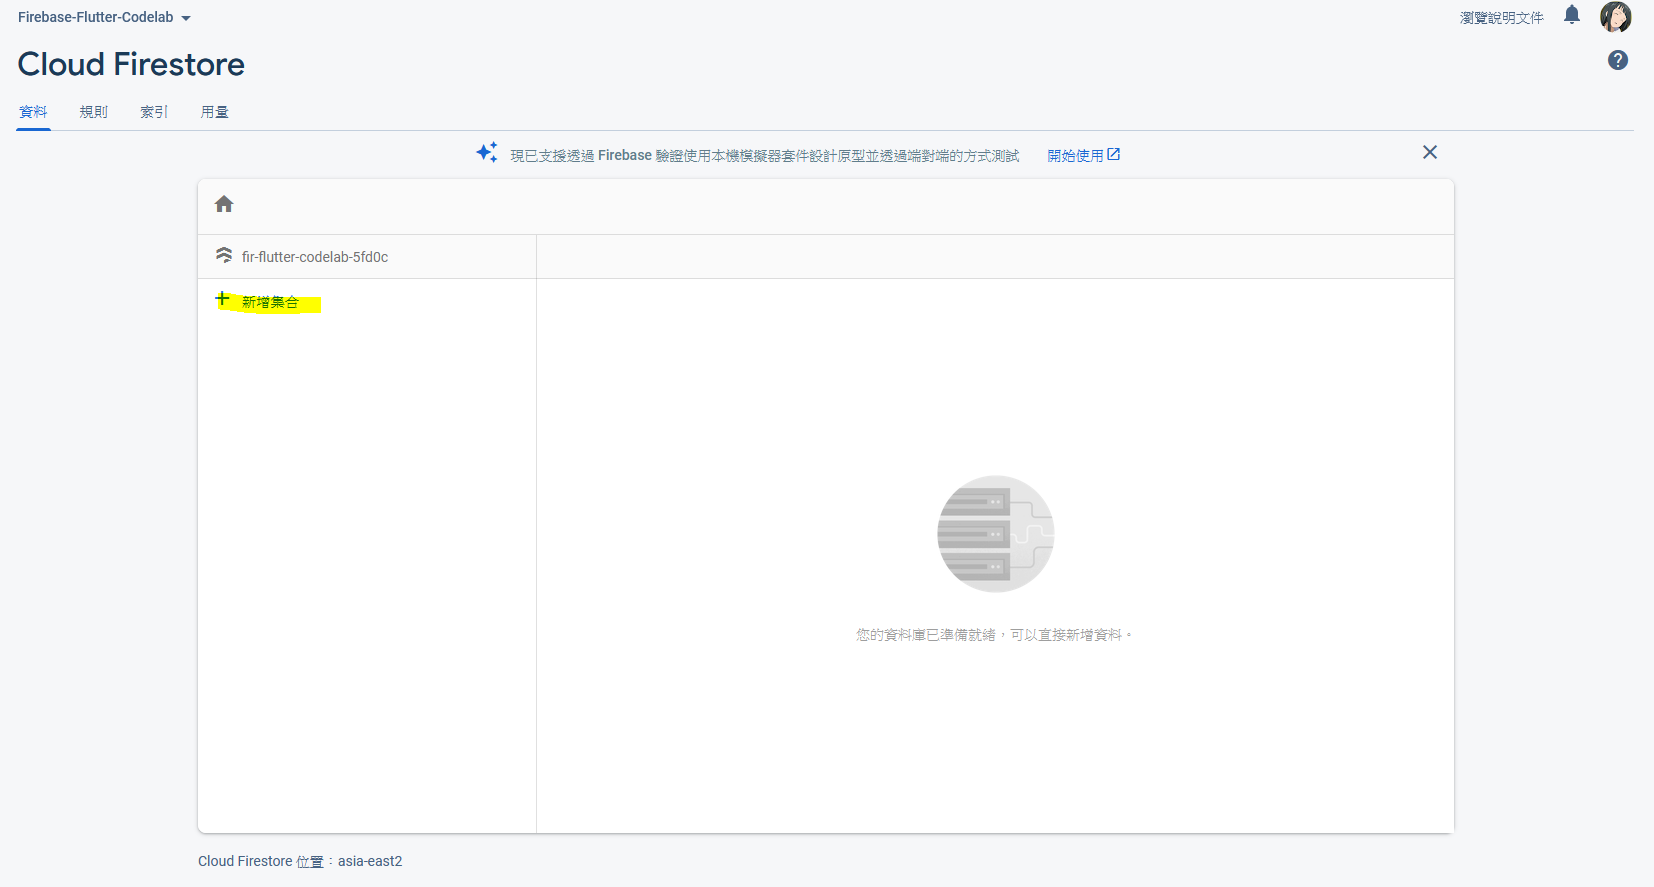 Firebase-Flutter-Codelab
瀏覽說明文件
Cloud Firestore
資料 規則 索引 用量
現已支援透過 Firebase 驗證使用本機模擬器套件設計原型並透過端對端的方式測試 開始使用
fir-flutter-codelab-5fd0c
+ 新增集合
您的資料庫已準備就緒，可以直接新增資料。
Cloud Firestore 位置：asia-east2